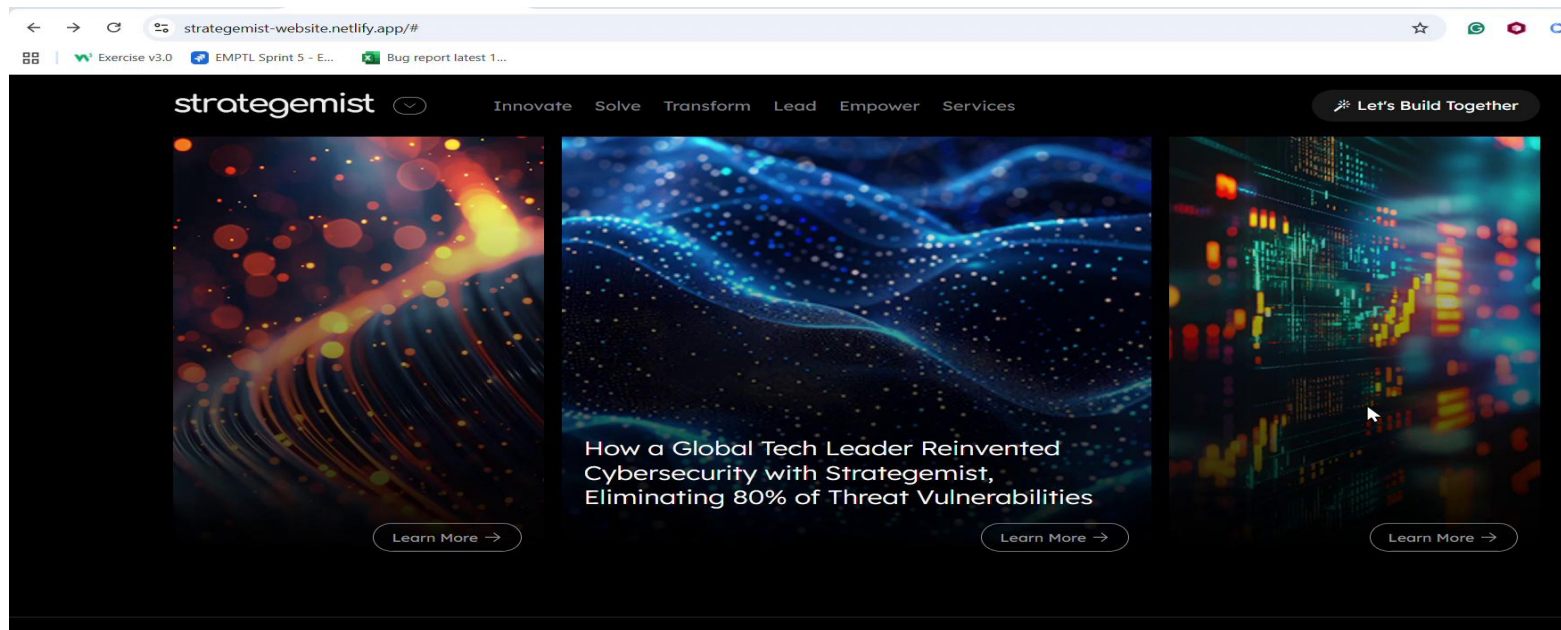 strategemist-website.netlify.app/#
Exercise v3.0 EMPTL Sprint 5 - E... Bug report latest 1...
strategemist Innovate Solve Transform Lead Empower Services Let's Build Together
How a Global Tech Leader Reinvented
Cybersecurity with Strategemist,
Eliminating 80% of Threat Vulnerabilities
Learn More → Learn More → Learn More →